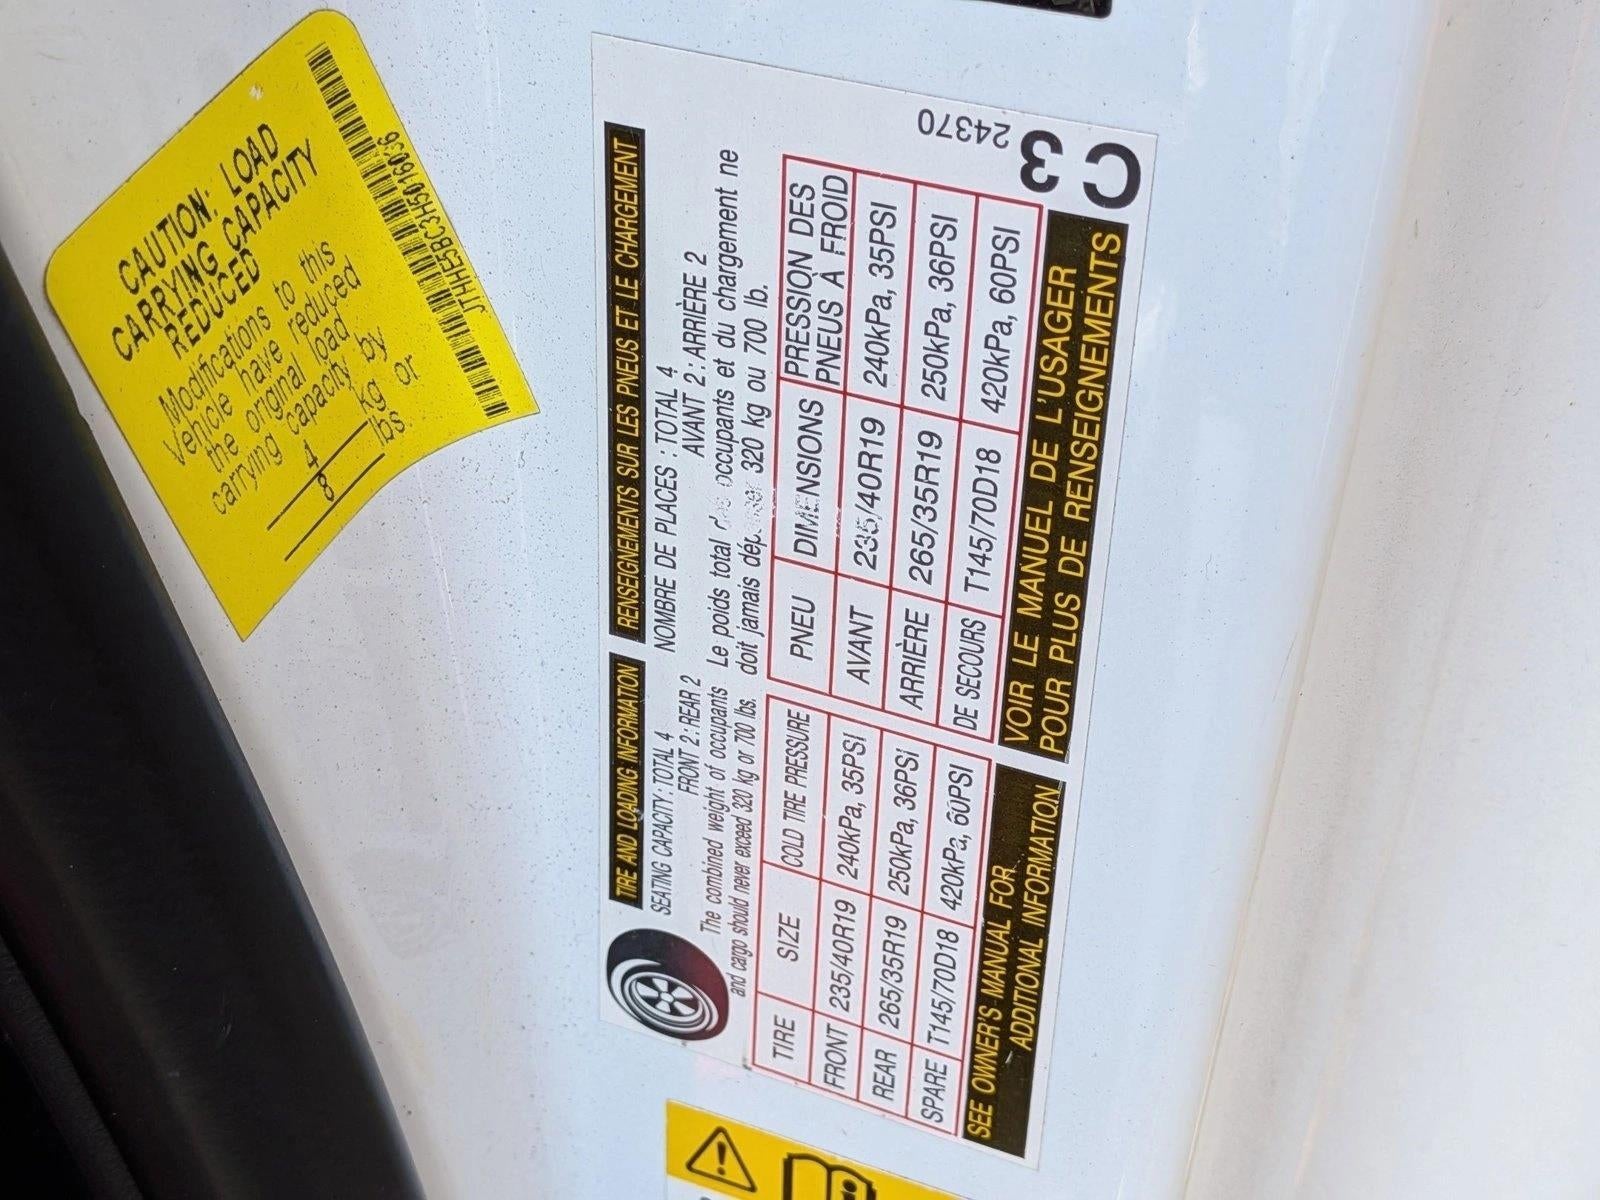 CAUTION: LOAD
CARRYING CAPACITY
REDUCED
Modifications to this
Vehicle have reduced
the original load
carrying capacity by
4 kg or
8 lbs.
JTHHE5BC3H5016036
TIRE AND LOADING INFORMATION
SEATING CAPACITY : TOTAL 4
FRONT 2 : REAR 2
The combined weight of occupants
and cargo should never exceed 320 kg or 700 lbs.
TIRE SIZE COLD TIRE PRESSURE
FRONT 235/40R19 240kPa, 35PSI
REAR 265/35R19 250kPa, 36PSI
SPARE T145/70D18 420kPa, 60PSI
SEE OWNER'S MANUAL FOR
ADDITIONAL INFORMATION
RENSEIGNEMENTS SUR LES PNEUS ET LE CHARGEMENT
NOMBRE DE PLACES : TOTAL 4
AVANT 2 : ARRIÈRE 2
Le poids total des occupants et du chargement ne
doit jamais dépasser 320 kg ou 700 lb.
PNEU DIMENSIONS PRESSION DES
PNEUS À FROID
AVANT 235/40R19 240kPa, 35PSI
ARRIÈRE 265/35R19 250kPa, 36PSI
DE SECOURS T145/70D18 420kPa, 60PSI
VOIR LE MANUEL DE L'USAGER
POUR PLUS DE RENSEIGNEMENTS
24370
C3